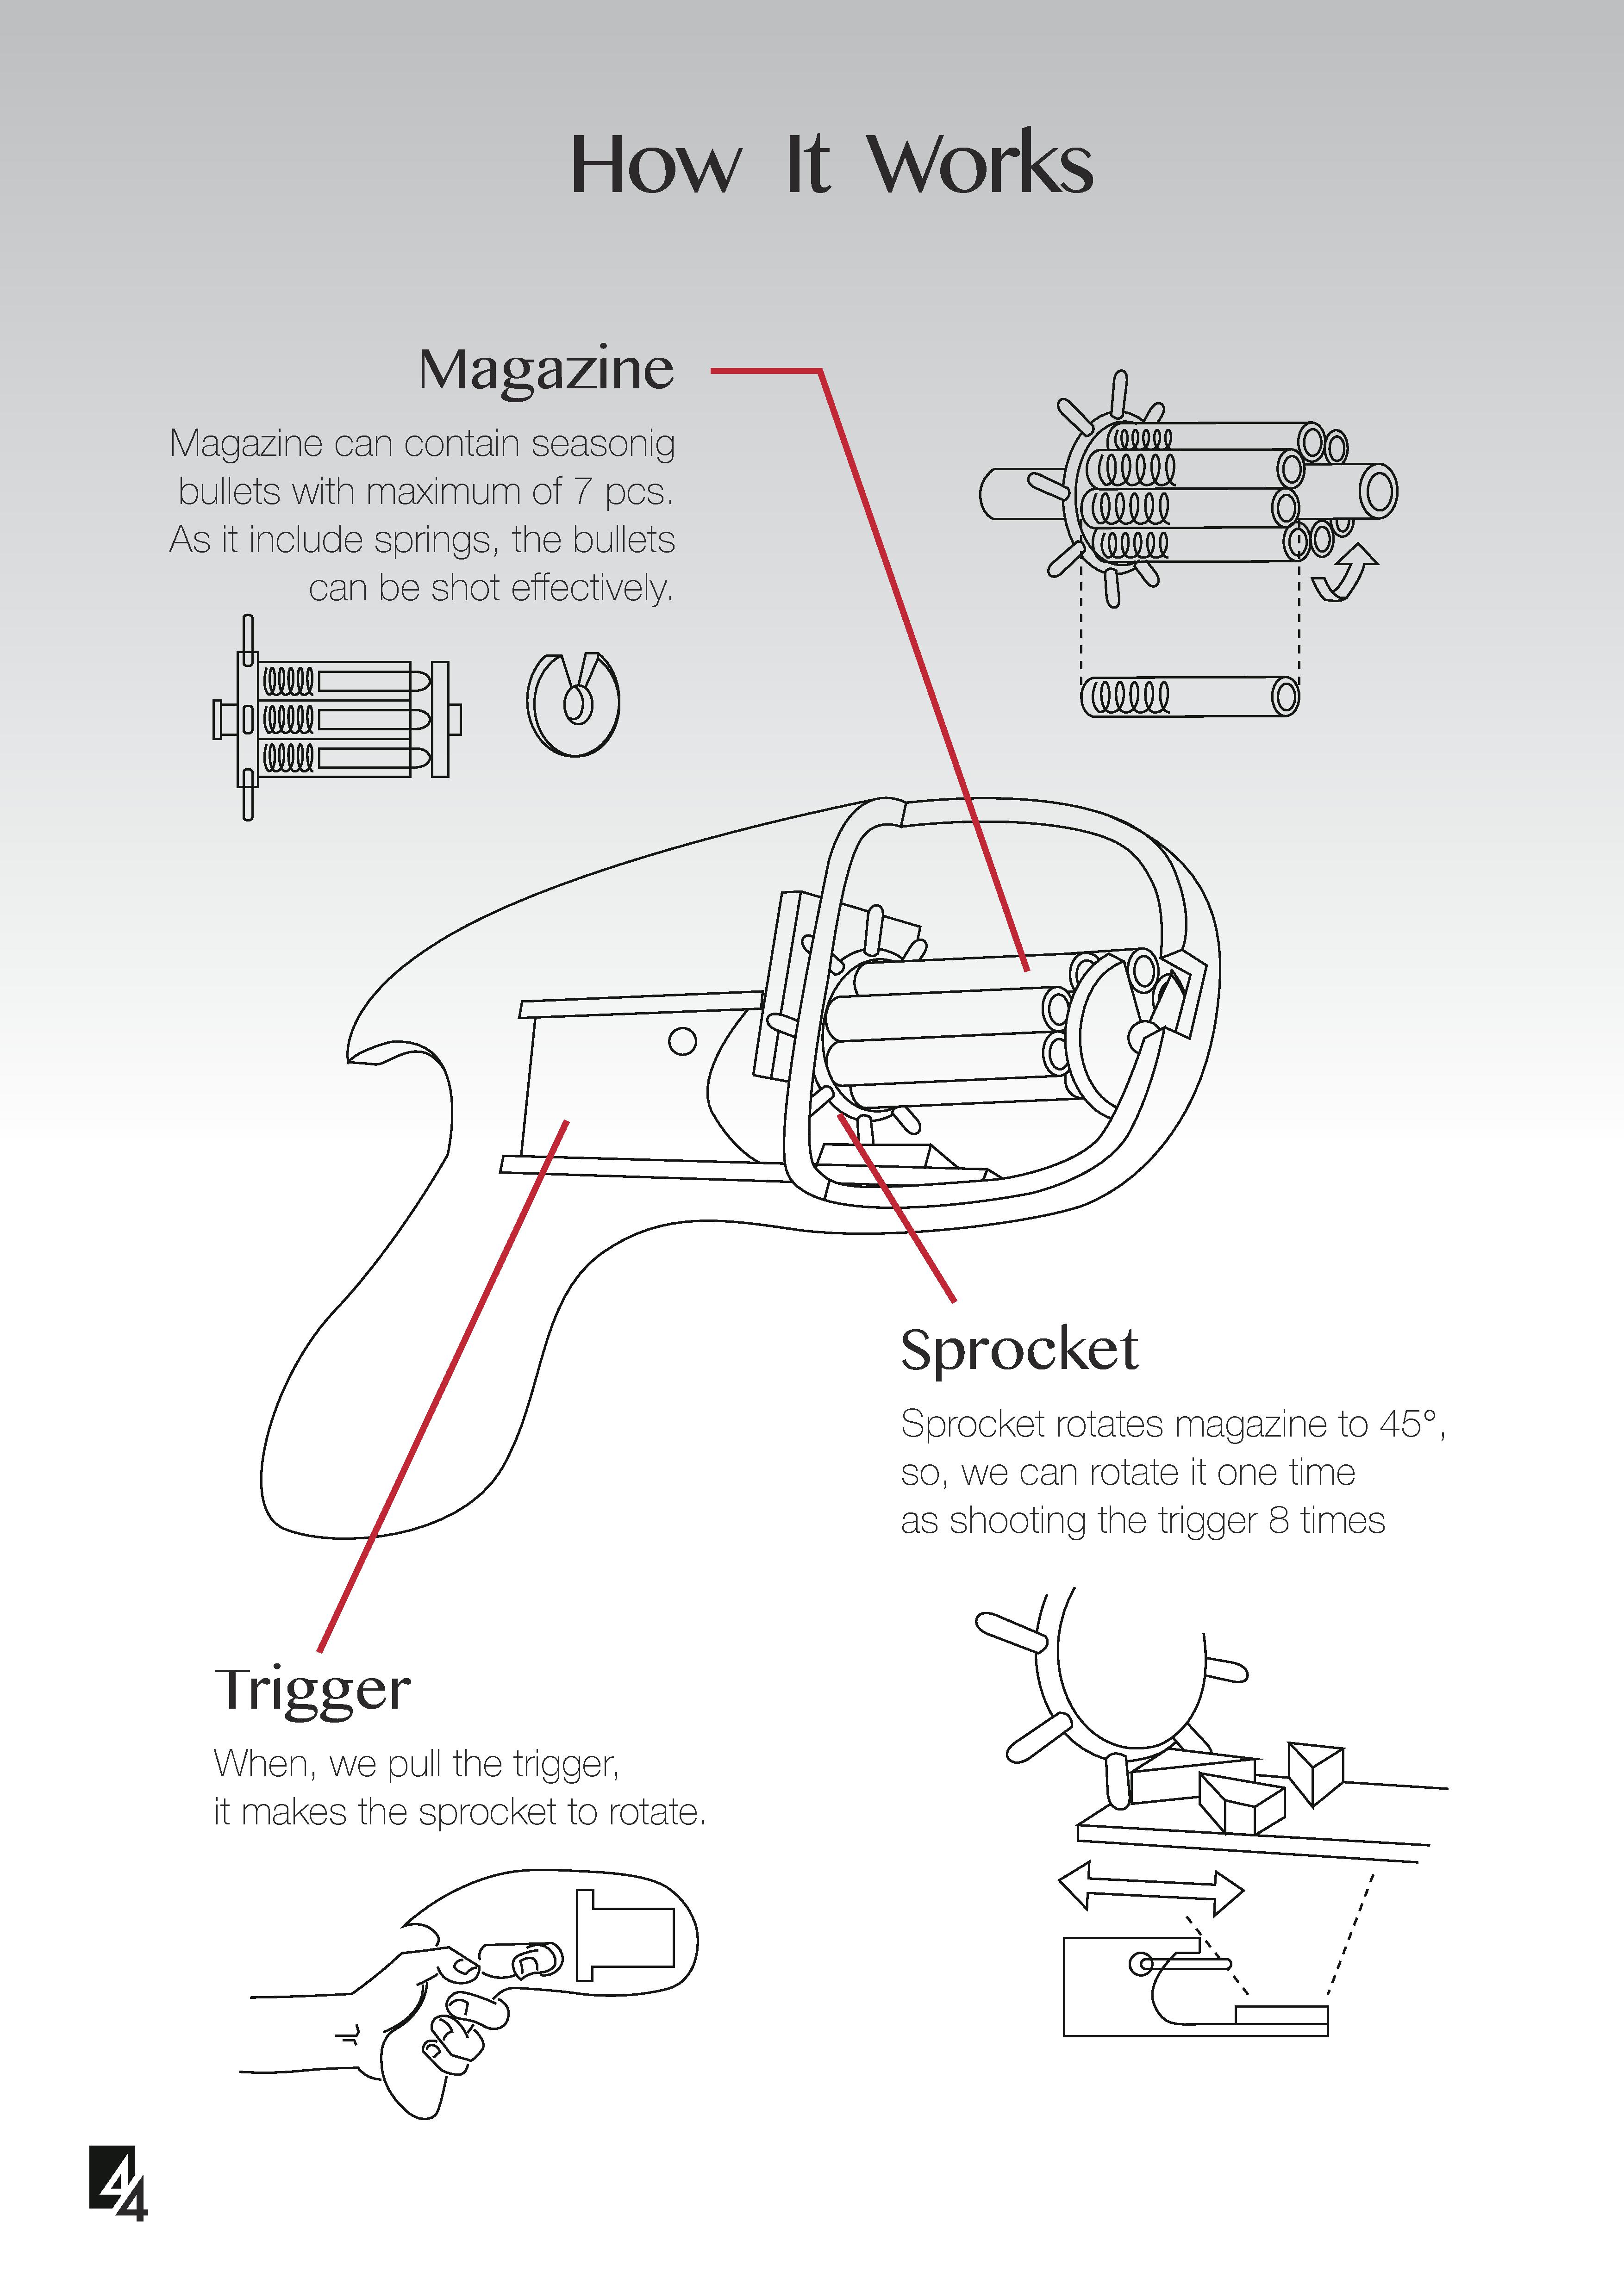 How It Works
Magazine
Magazine can contain seasonig
bullets with maximum of 7 pcs.
As it include springs, the bullets
can be shot effectively.
Sprocket
Sprocket rotates magazine to 45°,
so, we can rotate it one time
as shooting the trigger 8 times
Trigger
When, we pull the trigger,
it makes the sprocket to rotate.
44